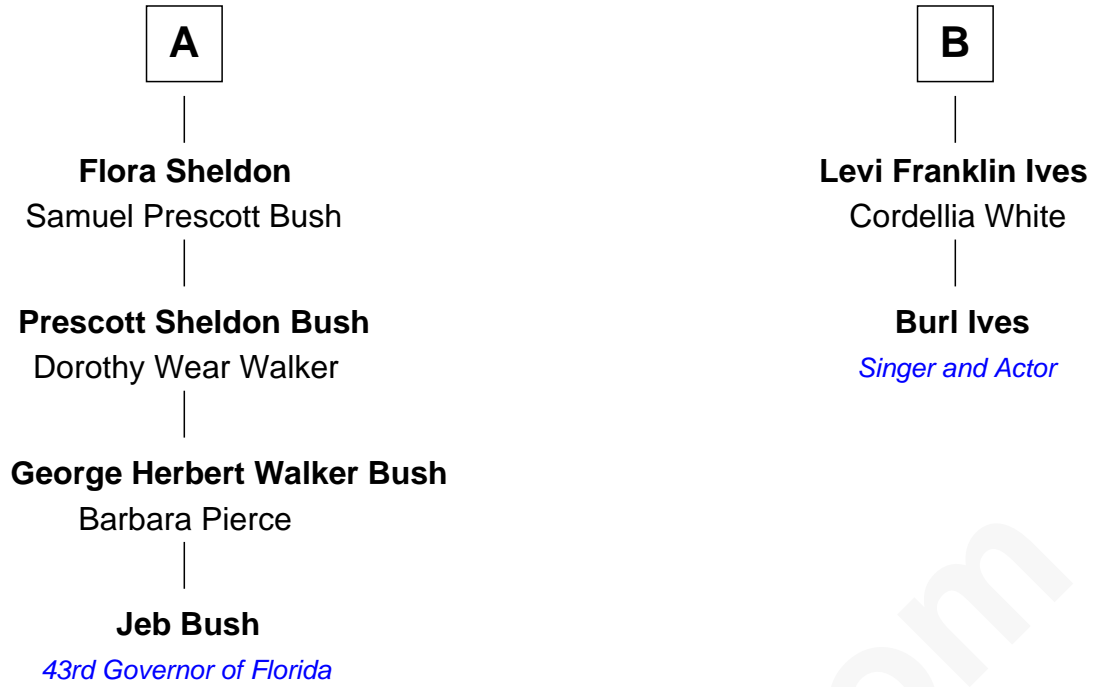 A
Flora Sheldon
Samuel Prescott Bush
Prescott Sheldon Bush
Dorothy Wear Walker
George Herbert Walker Bush
Barbara Pierce
Jeb Bush
43rd Governor of Florida
B
Levi Franklin Ives
Cordellia White
Burl Ives
Singer and Actor
om